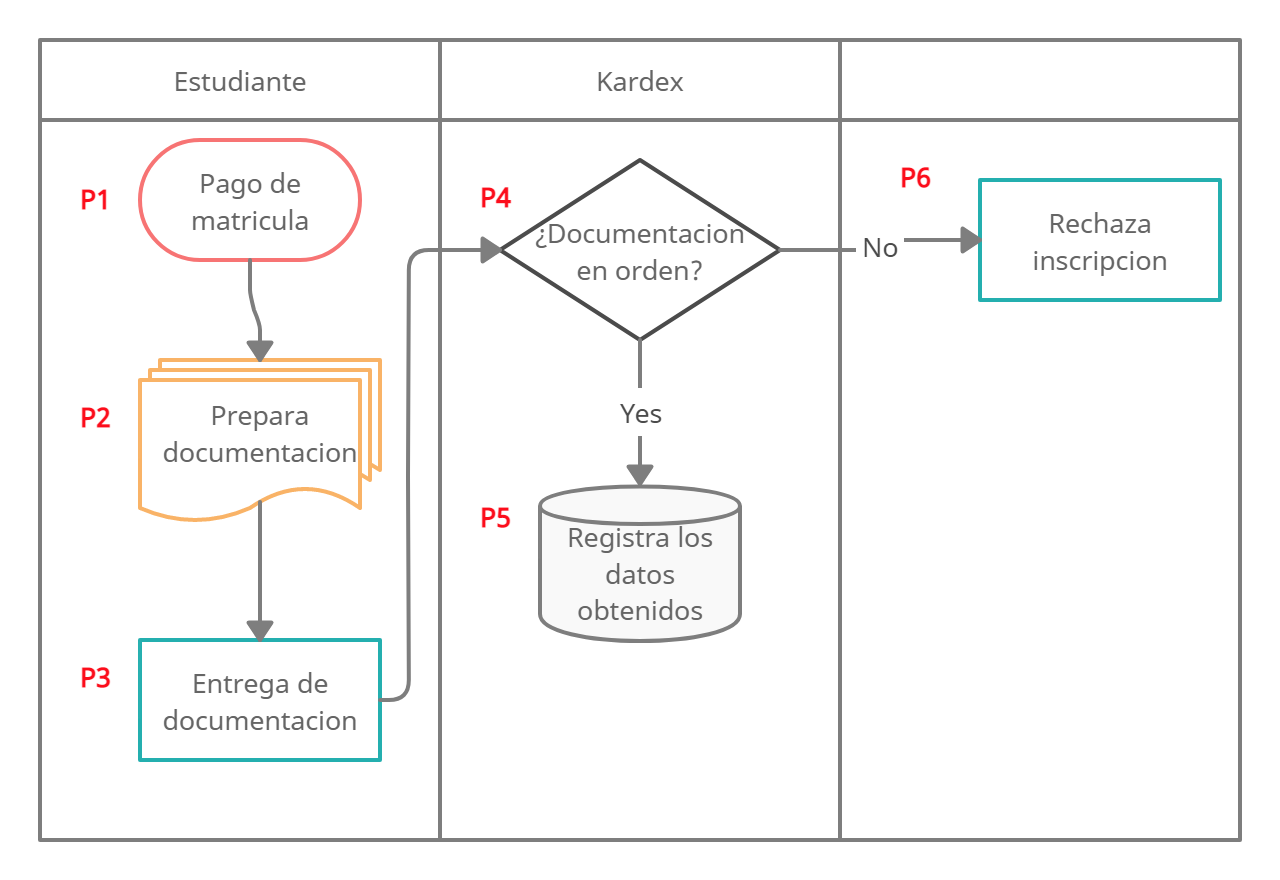 Estudiante
Kardex
P1
Pago de
matricula
P2
Prepara
documentacion
P3
Entrega de
documentacion
P4
¿Documentacion
en orden?
No
Yes
P5
Registra los
datos
obtenidos
P6
Rechaza
inscripcion